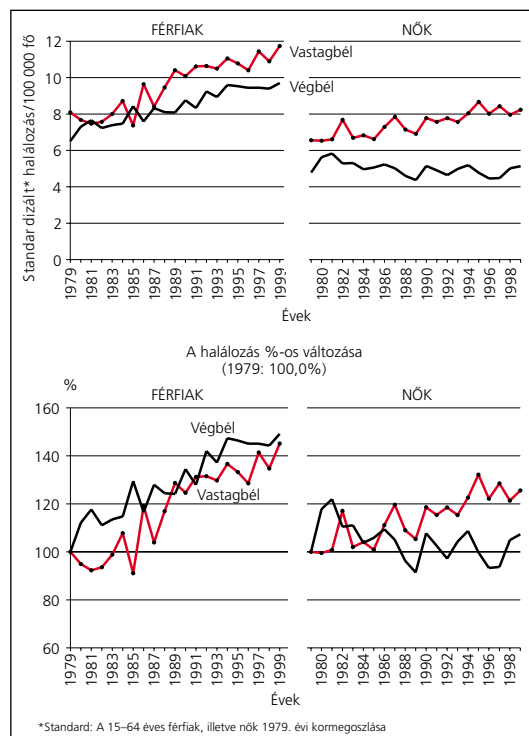 FÉRFIAK
NŐK
Standar dizált* halálozás/100 000 fő
12
10
8
6
4
2
0
Vastagbél
Végbél
1979 1981 1983 1985 1987 1989 1991 1993 1995 1997 1999
1980 1982 1984 1986 1988 1990 1992 1994 1996 1998
Évek
A halálozás %-os változása
(1979: 100,0%)
%
FÉRFIAK
NŐK
160
140
120
100
80
60
Végbél
Vastagbél
1979 1981 1983 1985 1987 1989 1991 1993 1995 1997 1999
1980 1982 1984 1986 1988 1990 1992 1994 1996 1998
Évek
Évek
*Standard: A 15–64 éves férfiak, illetve nők 1979. évi kormegoszlása